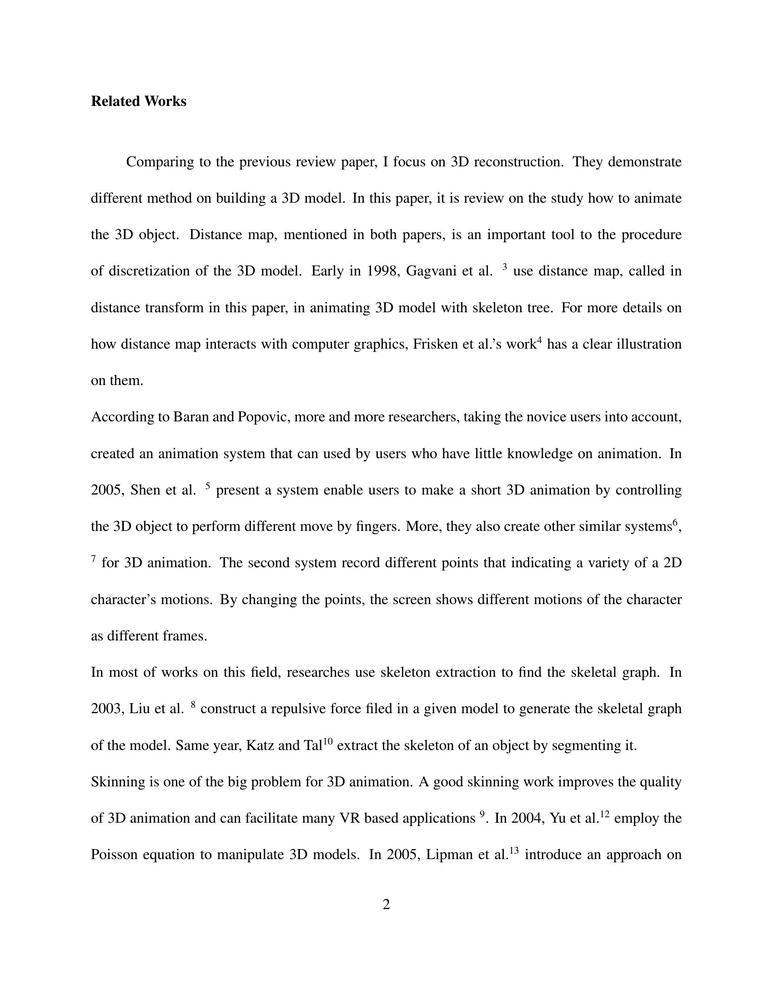 Related Works
Comparing to the previous review paper, I focus on 3D reconstruction. They demonstrate
different method on building a 3D model. In this paper, it is review on the study how to animate
the 3D object. Distance map, mentioned in both papers, is an important tool to the procedure
of discretization of the 3D model. Early in 1998, Gagvani et al. 3 use distance map, called in
distance transform in this paper, in animating 3D model with skeleton tree. For more details on
how distance map interacts with computer graphics, Frisken et al.'s work4 has a clear illustration
on them.
According to Baran and Popovic, more and more researchers, taking the novice users into account,
created an animation system that can used by users who have little knowledge on animation. In
2005, Shen et al. 5 present a system enable users to make a short 3D animation by controlling
the 3D object to perform different move by fingers. More, they also create other similar systems6,
7 for 3D animation. The second system record different points that indicating a variety of a 2D
character's motions. By changing the points, the screen shows different motions of the character
as different frames.
In most of works on this field, researches use skeleton extraction to find the skeletal graph. In
2003, Liu et al. 8 construct a repulsive force filed in a given model to generate the skeletal graph
of the model. Same year, Katz and Tal10 extract the skeleton of an object by segmenting it.
Skinning is one of the big problem for 3D animation. A good skinning work improves the quality
of 3D animation and can facilitate many VR based applications 9. In 2004, Yu et al.12 employ the
Poisson equation to manipulate 3D models. In 2005, Lipman et al.13 introduce an approach on
2